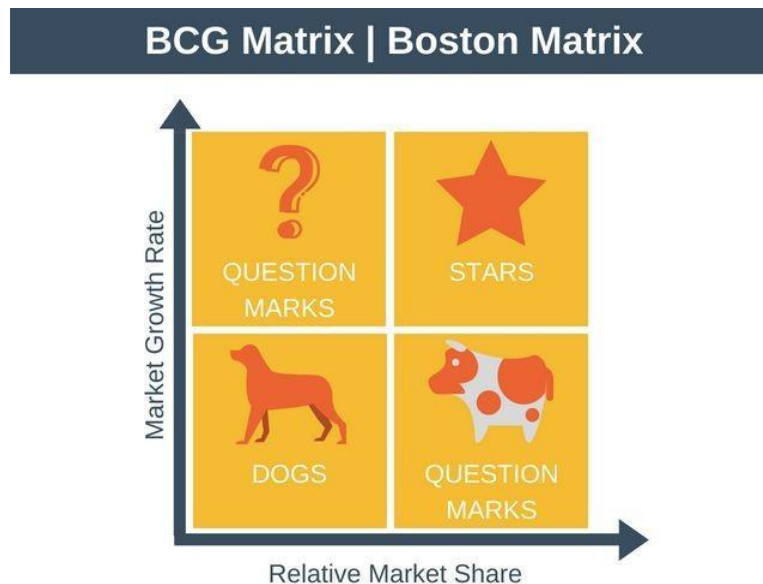 BCG Matrix | Boston Matrix
Market Growth Rate
QUESTION
MARKS
STARS
DOGS
QUESTION
MARKS
Relative Market Share